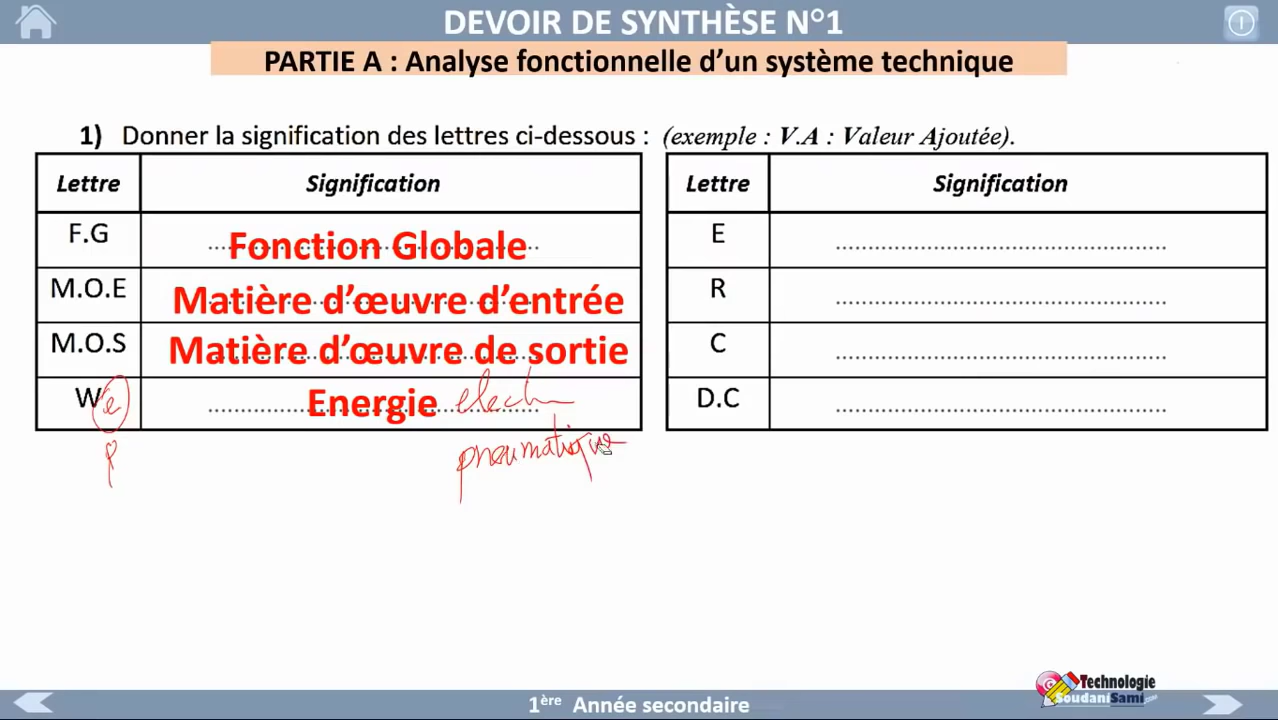 DEVOIR DE SYNTHÈSE N°1
PARTIE A : Analyse fonctionnelle d’un système technique
1) Donner la signification des lettres ci-dessous : (exemple : V.A : Valeur Ajoutée).
Lettre Signification
F.G Fonction Globale
M.O.E Matière d’œuvre d’entrée
M.O.S Matière d’œuvre de sortie
W e Energie
p pneumatique
Lettre Signification
E ........................................................
R ........................................................
C ........................................................
D.C ........................................................
Technologie
Soudani Sami
1ère Année secondaire